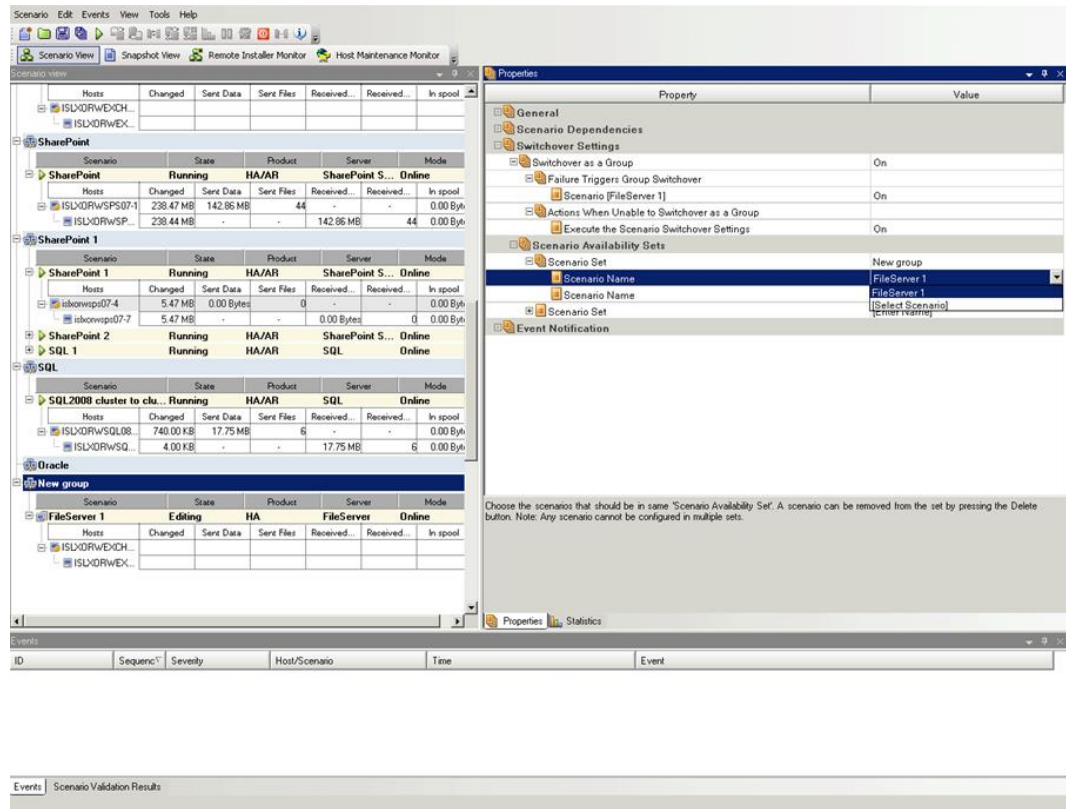 Scenario Edit Events View Tools Help
Scenario View Snapshot View Remote Installer Monitor Host Maintenance Monitor
Scenario view
Hosts Changed Sent Data Sent Files Received... Received... In spool
ISLXORWEXCH...
ISLXORWEX...
SharePoint
Scenario State Product Server Mode
SharePoint Running HA/AR SharePoint S... Online
Hosts Changed Sent Data Sent Files Received... Received... In spool
ISLXORWSPS07-1 238.47 MB 142.86 MB 44 - - 0.00 Byt
ISLXORWSP... 238.44 MB - - 142.86 MB 44 0.00 Byt
SharePoint 1
Scenario State Product Server Mode
SharePoint 1 Running HA/AR SharePoint S... Online
Hosts Changed Sent Data Sent Files Received... Received... In spool
islxorwsps07-4 5.47 MB 0.00 Bytes 0 - - 0.00 Byt
islxorwsps07-7 5.47 MB - - 0.00 Bytes 0 0.00 Byt
SharePoint 2 Running HA/AR SharePoint S... Online
SQL 1 Running HA/AR SQL Online
SQL
Scenario State Product Server Mode
SQL2008 cluster to clu... Running HA/AR SQL Online
Hosts Changed Sent Data Sent Files Received... Received... In spool
ISLXORWSQL08... 740.00 KB 17.75 MB 6 - - 0.00 Byt
ISLXORWSQ... 4.00 KB - - 17.75 MB 6 0.00 Byt
Oracle
New group
Scenario State Product Server Mode
FileServer 1 Editing HA FileServer Online
Hosts Changed Sent Data Sent Files Received... Received... In spool
ISLXORWEXCH...
ISLXORWEX...
Properties
Property Value
General
Scenario Dependencies
Switchover Settings
Switchover as a Group On
Failure Triggers Group Switchover
Scenario [FileServer 1] On
Actions When Unable to Switchover as a Group
Execute the Scenario Switchover Settings On
Scenario Availability Sets
Scenario Set New group
Scenario Name FileServer 1
Scenario Name FileServer 1
[Select Scenario]
Scenario Set [Enter Name]
Event Notification
Choose the scenarios that should be in same 'Scenario Availability Set'. A scenario can be removed from the set by pressing the Delete
button. Note: Any scenario cannot be configured in multiple sets.
Properties Statistics
Events
ID Sequenc Severity Host/Scenario Time Event
Events Scenario Validation Results